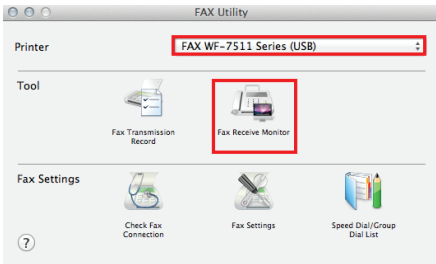 FAX Utility
Printer
FAX WF-7511 Series (USB)
Tool
Fax Transmission
Record
Fax Receive Monitor
Fax Settings
Check Fax
Connection
Fax Settings
Speed Dial/Group
Dial List
?